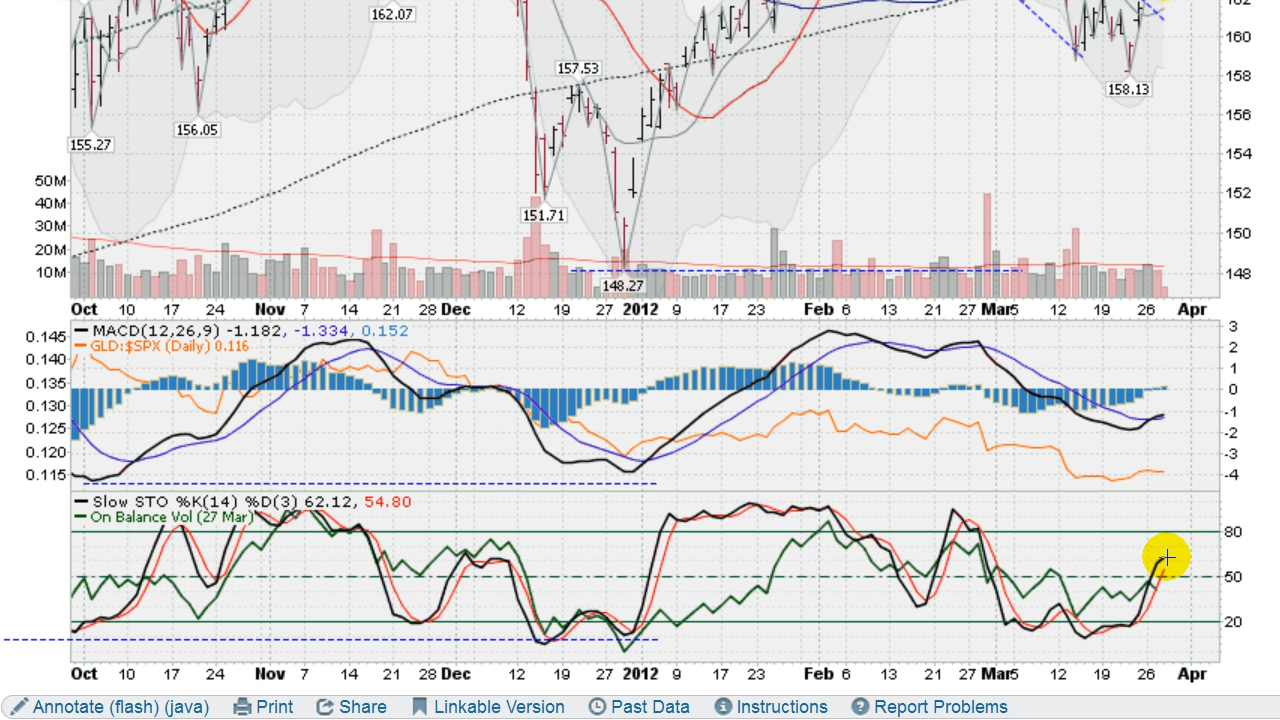 162
162.07
160
158
156
154
152
150
148
157.53
158.13
156.05
155.27
151.71
148.27
50M
40M
30M
20M
10M
Oct 10 17 24 Nov 7 14 21 28 Dec 12 19 27 2012 9 17 23 Feb 6 13 21 27 Mar 5 12 19 26 Apr
MACD(12,26,9) -1.182, -1.334, 0.152
GLD:$SPX (Daily) 0.116
0.145
0.140
0.135
0.130
0.125
0.120
0.115
3
2
1
0
-1
-2
-3
-4
Slow STO %K(14) %D(3) 62.12, 54.80
On Balance Vol (27 Mar)
80
50
20
Oct 10 17 24 Nov 7 14 21 28 Dec 12 19 27 2012 9 17 23 Feb 6 13 21 27 Mar 5 12 19 26 Apr
Annotate (flash) (java) Print Share Linkable Version Past Data Instructions Report Problems